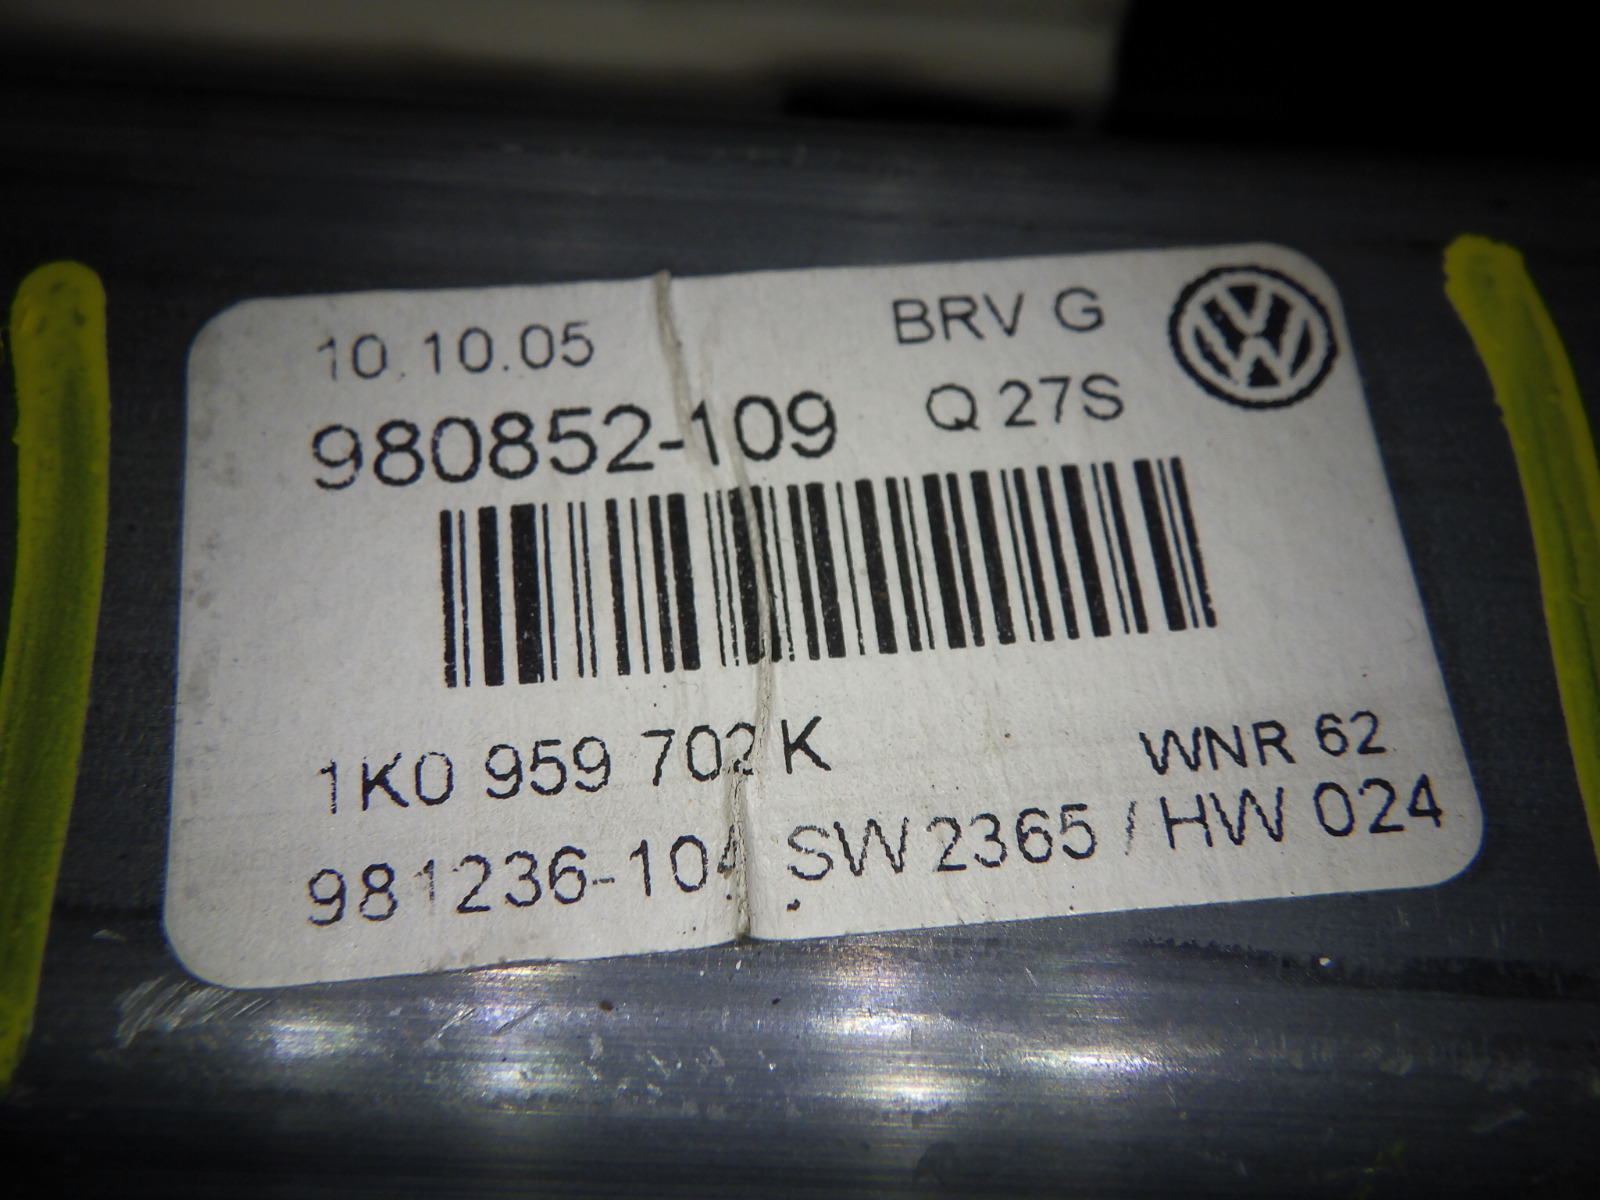 10.10.05 BRV G
980852-109 Q 27S
1K0 959 702 K WNR 62
981236-104 SW 2365 / HW 024